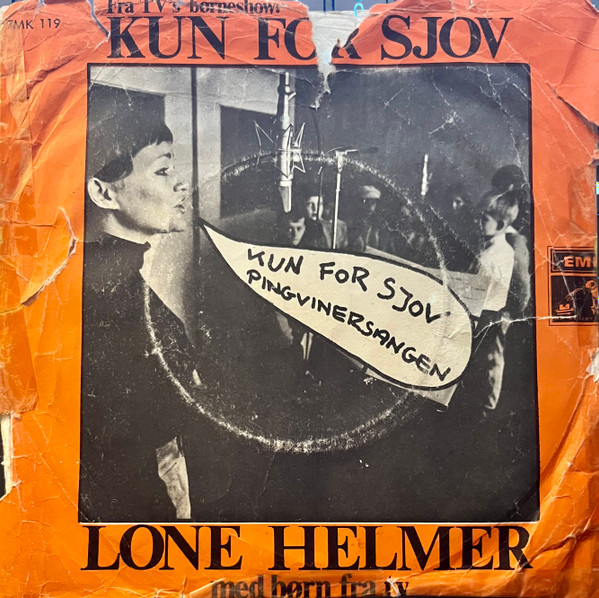 Fra TV's børneshow:
7MK 119
KUN FOR SJOV
KUN FOR SJOV
PINGVINERSANGEN
EMI
LONE HELMER
med børn fra tv